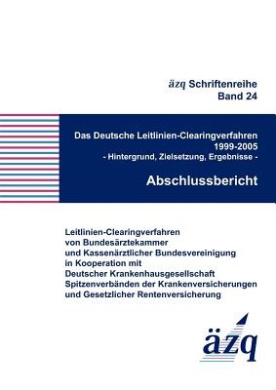 äzq Schriftenreihe
Band 24
Das Deutsche Leitlinien-Clearingverfahren
1999-2005
- Hintergrund, Zielsetzung, Ergebnisse -
Abschlussbericht
Leitlinien-Clearingverfahren
von Bundesärztekammer
und Kassenärztlicher Bundesvereinigung
in Kooperation mit
Deutscher Krankenhausgesellschaft
Spitzenverbänden der Krankenversicherungen
und Gesetzlicher Rentenversicherung
äzq